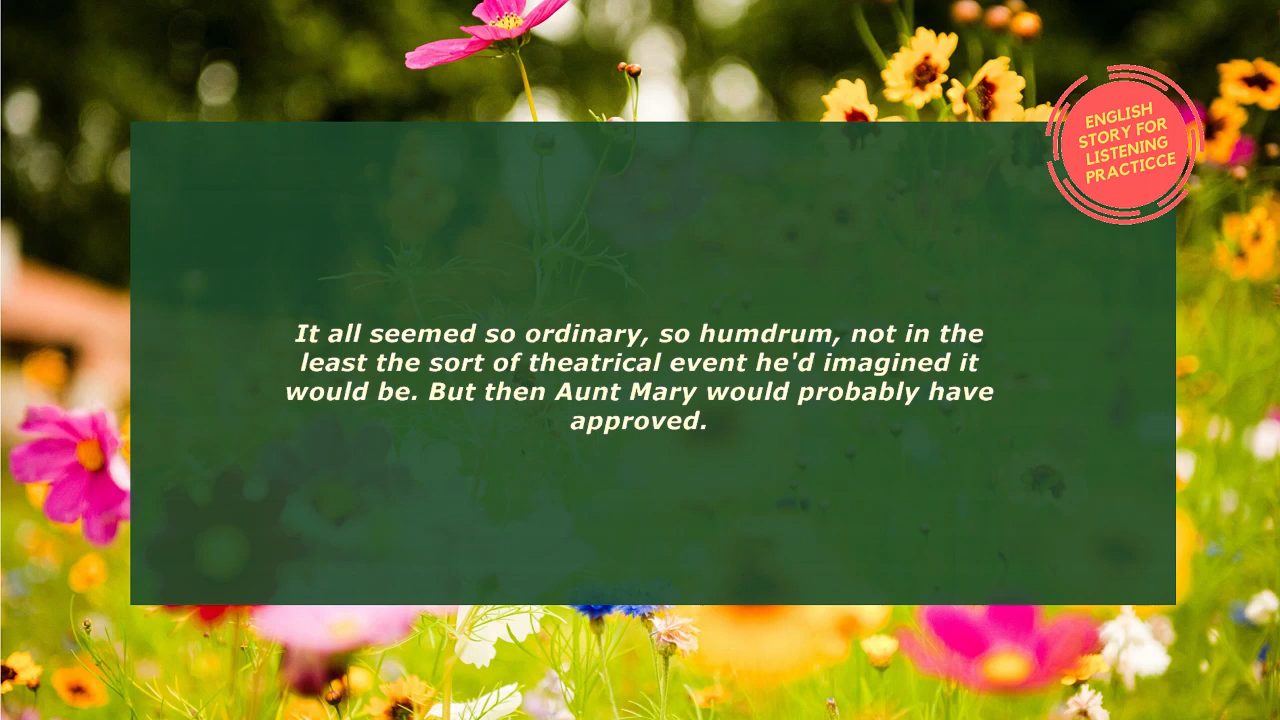 ENGLISH
STORY FOR
LISTENING
PRACTICCE
It all seemed so ordinary, so humdrum, not in the
least the sort of theatrical event he'd imagined it
would be. But then Aunt Mary would probably have
approved.